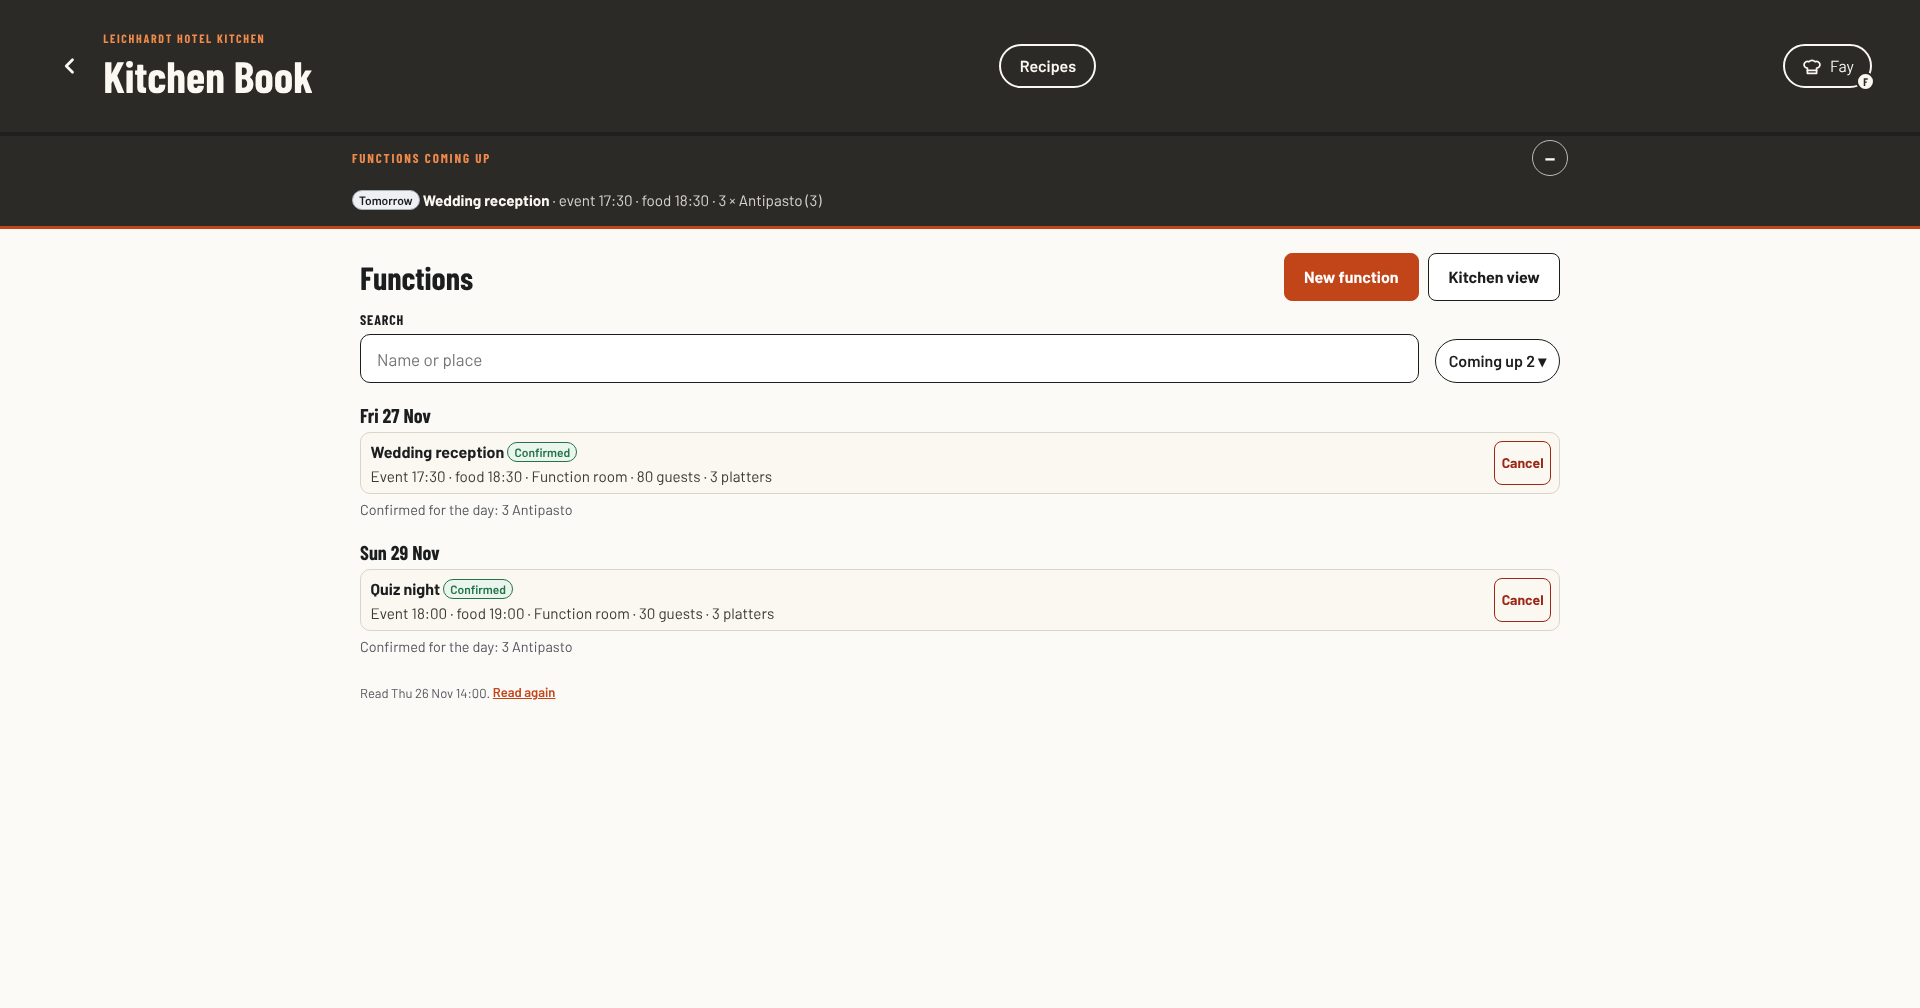 LEICHHARDT HOTEL KITCHEN
Kitchen Book
Recipes
Fay
F
FUNCTIONS COMING UP
–
Tomorrow Wedding reception · event 17:30 · food 18:30 · 3 × Antipasto (3)
Functions
New function
Kitchen view
SEARCH
Name or place
Coming up 2 ▾
Fri 27 Nov
Wedding reception Confirmed
Event 17:30 · food 18:30 · Function room · 80 guests · 3 platters
Cancel
Confirmed for the day: 3 Antipasto
Sun 29 Nov
Quiz night Confirmed
Event 18:00 · food 19:00 · Function room · 30 guests · 3 platters
Cancel
Confirmed for the day: 3 Antipasto
Read Thu 26 Nov 14:00. Read again